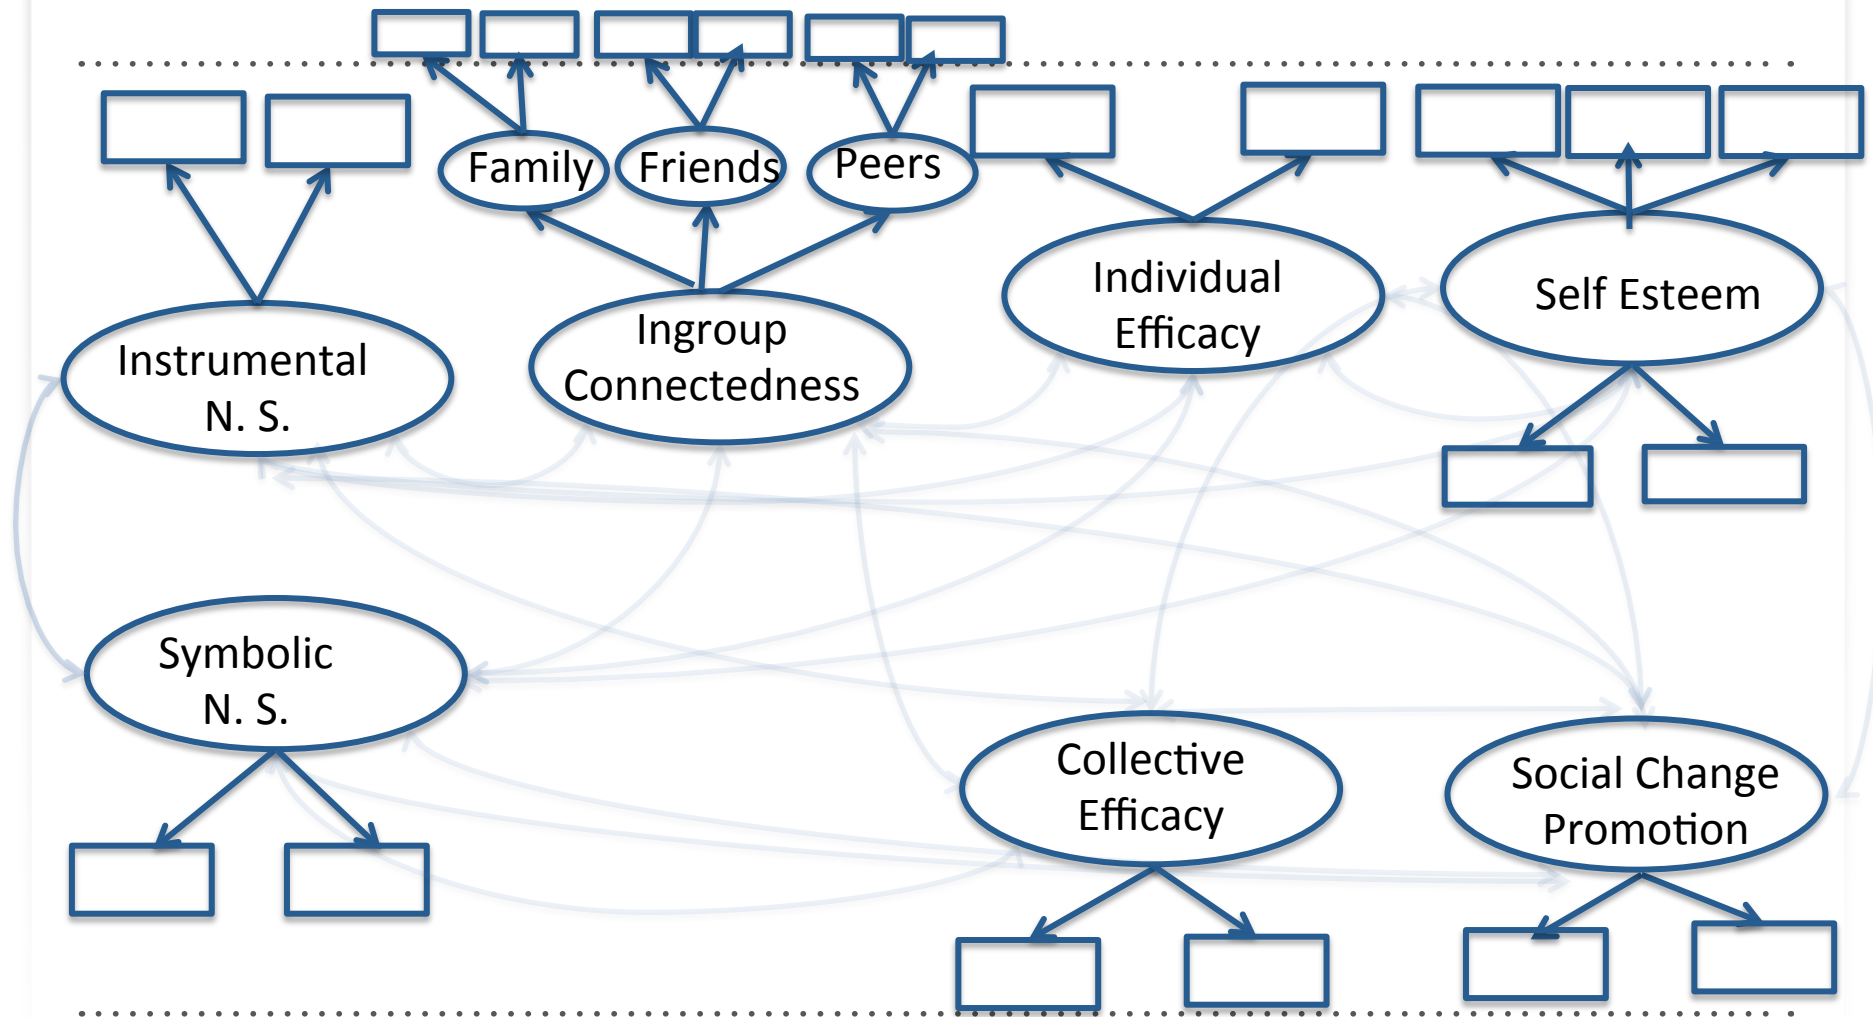 Family
Friends
Peers
Individual
Efficacy
Self Esteem
Ingroup
Connectedness
Instrumental
N. S.
Symbolic
N. S.
Collective
Efficacy
Social Change
Promotion